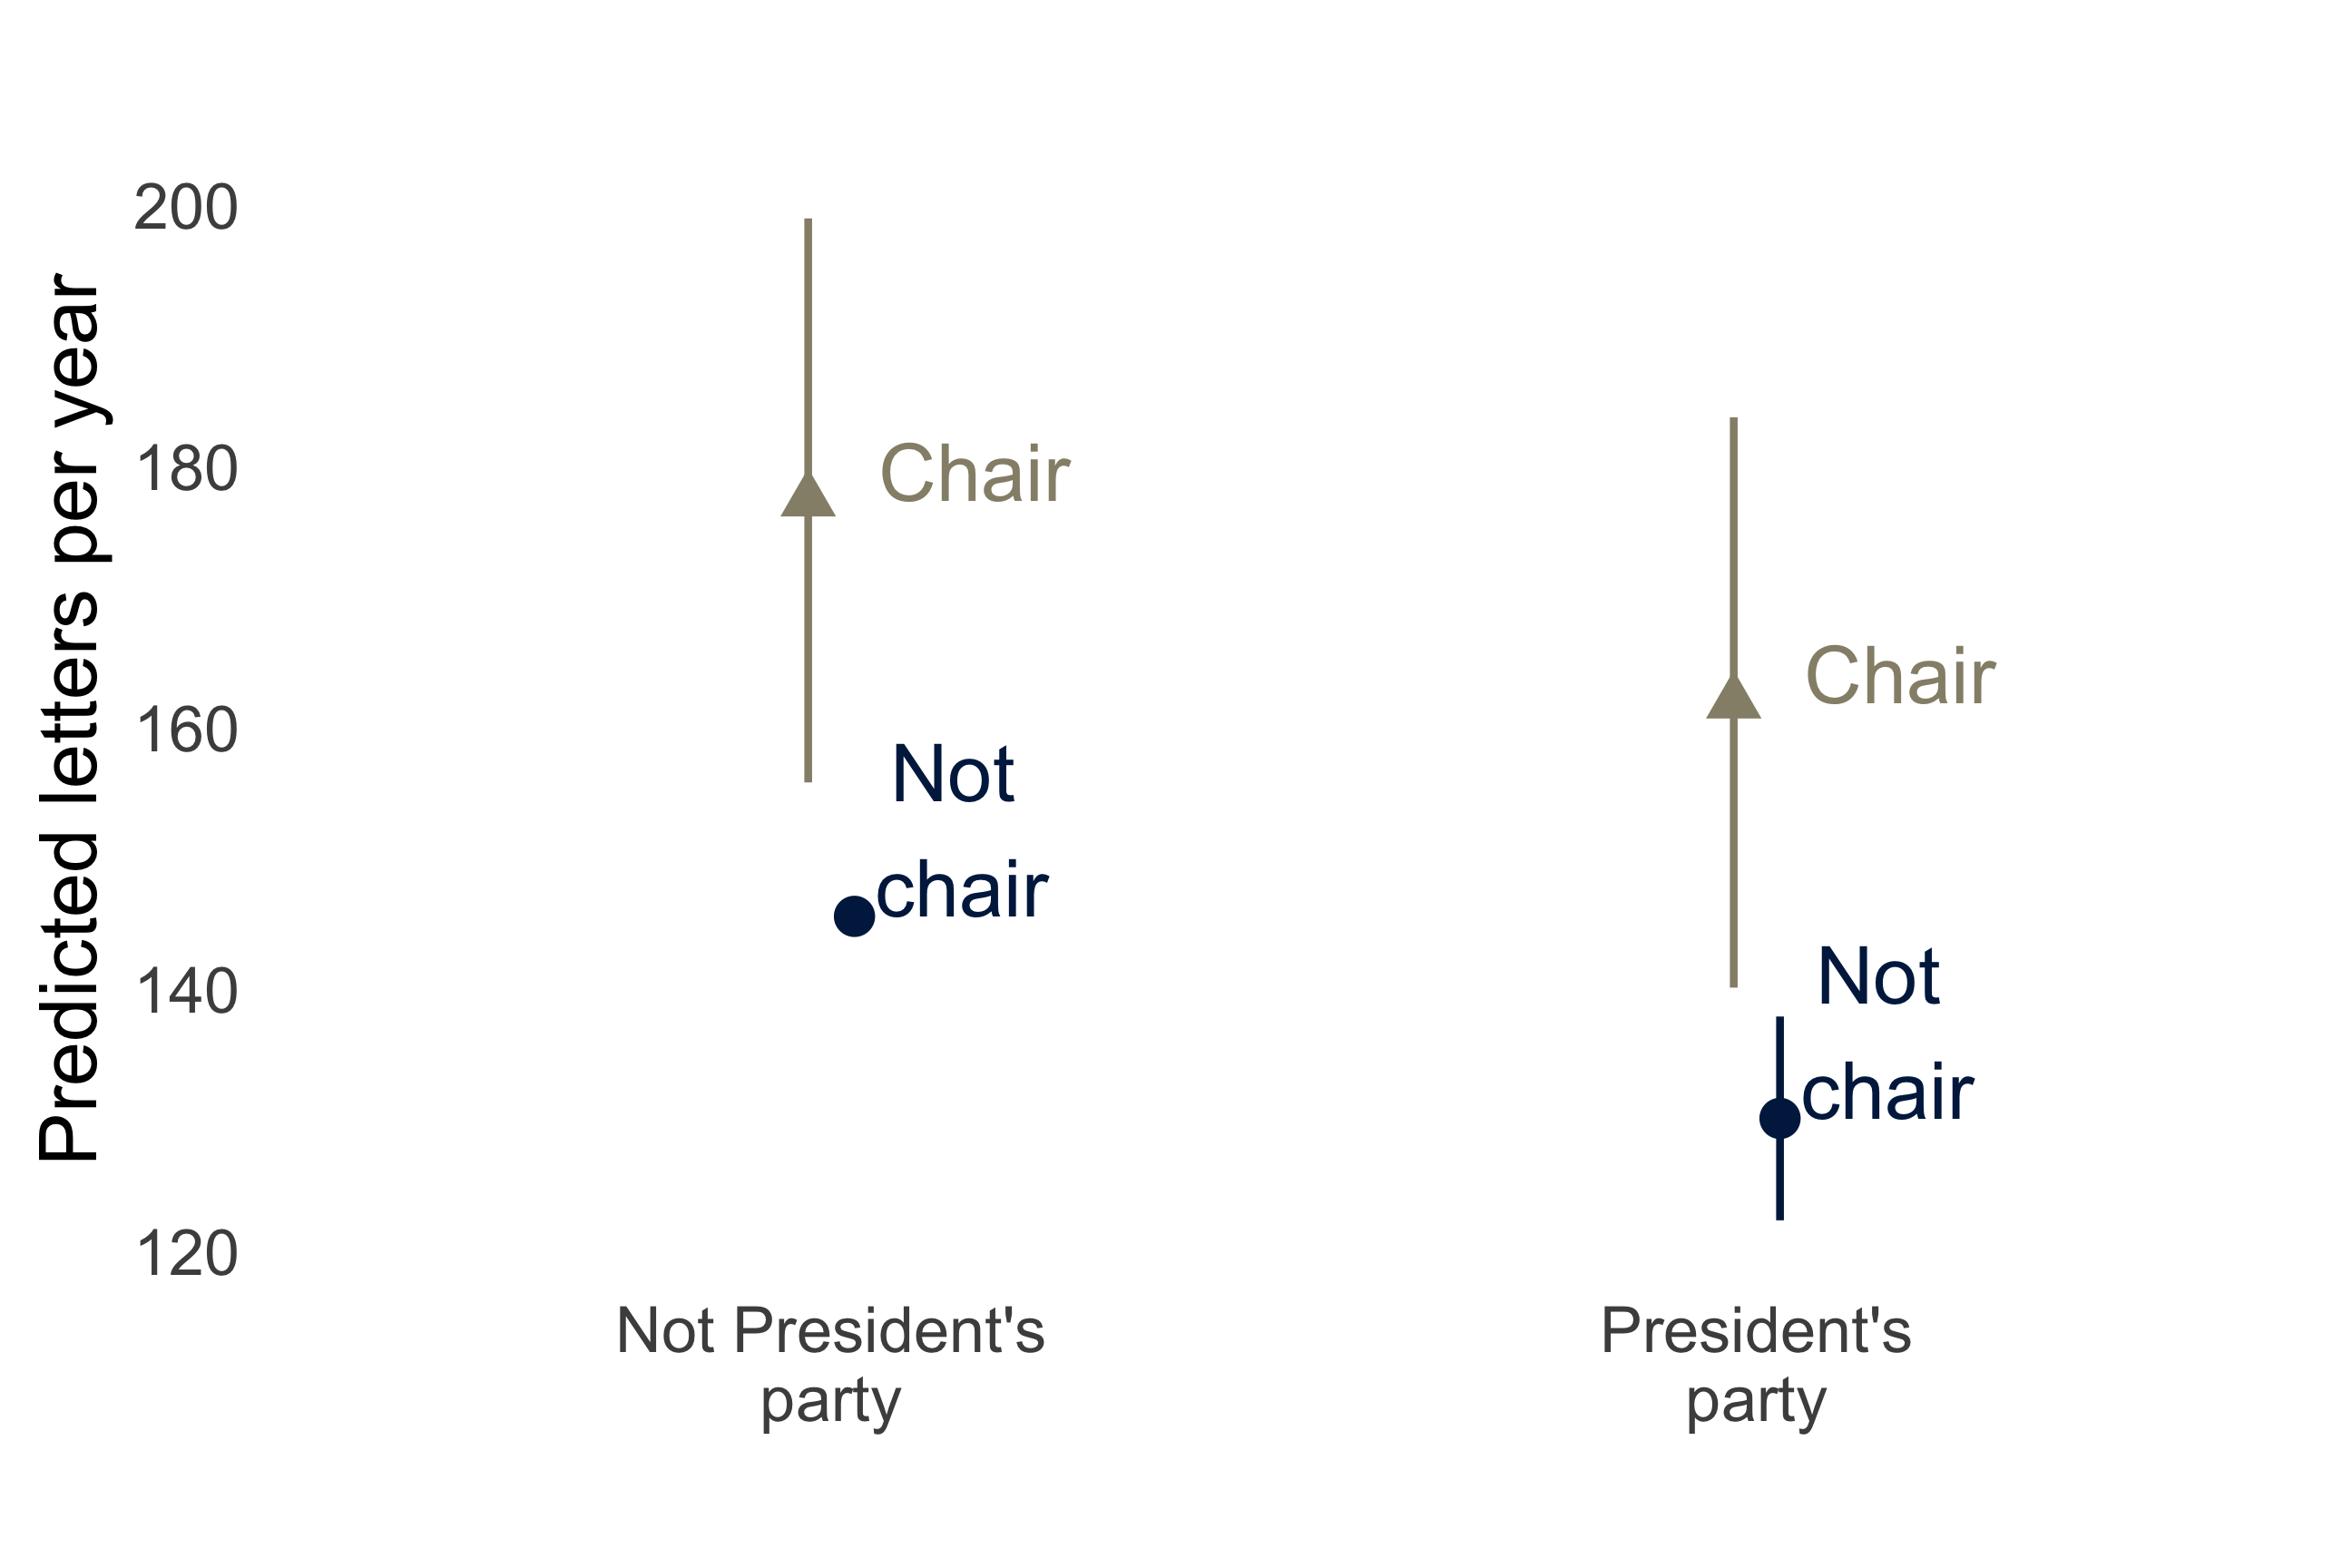 Predicted letters per year
200
180
160
140
120
Chair
Not
chair
Chair
Not
chair
Not President's
party
President's
party